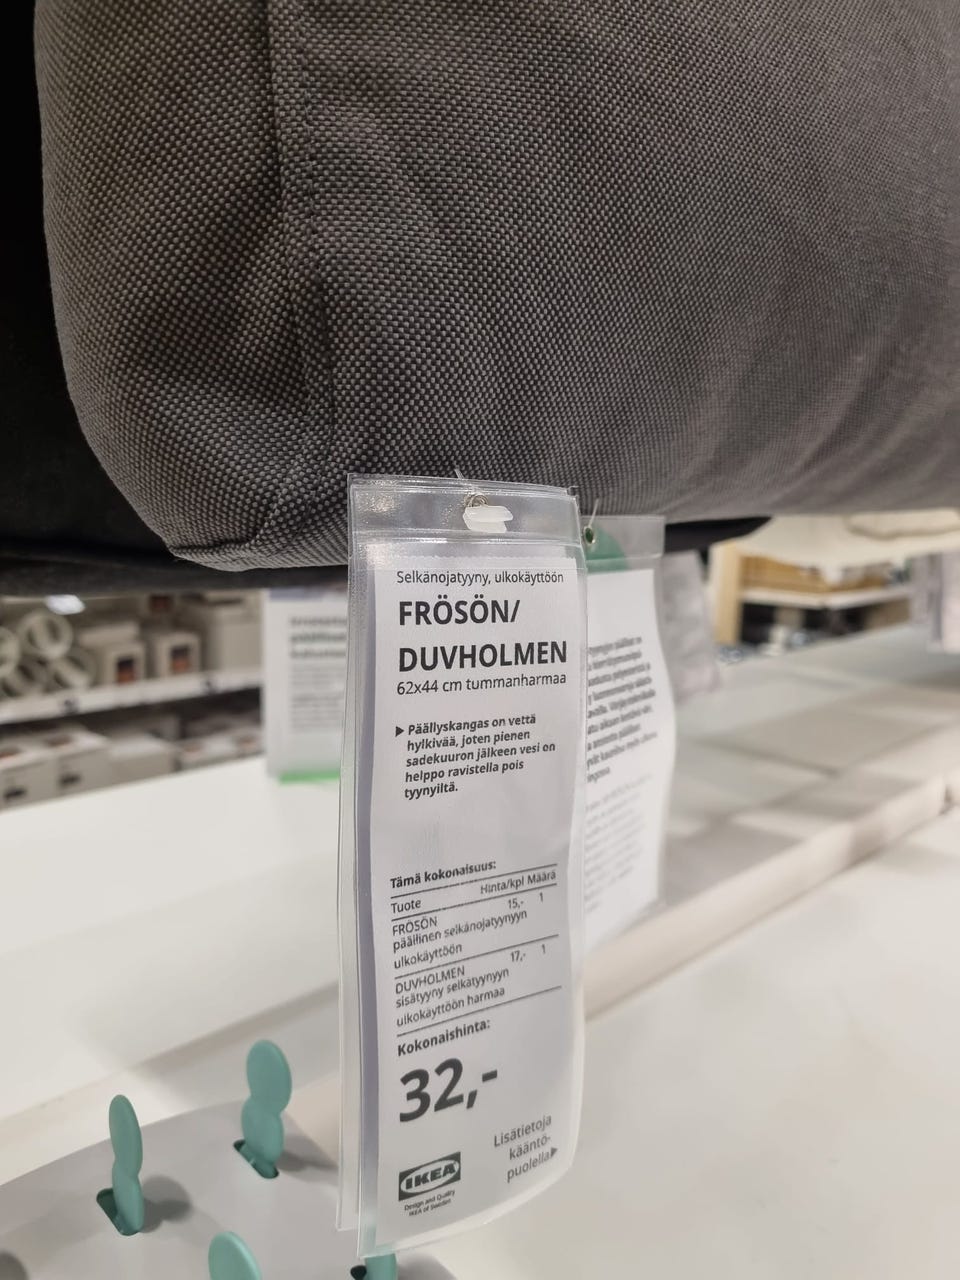 Selkänojatyyny, ulkokäyttöön
FRÖSÖN/
DUVHOLMEN
62x44 cm tummanharmaa
▶ Päällyskangas on vettä
hylkivää, joten pienen
sadekuuron jälkeen vesi on
helppo ravistella pois
tyynyiltä.
Tämä kokonaisuus:
Tuote Hinta/kpl Määrä
FRÖSÖN 15,- 1
päällinen selkänojatyynyyn
ulkokäyttöön
DUVHOLMEN 17,- 1
sisätyyny selkätyynyyn
ulkokäyttöön harmaa
Kokonaishinta:
32,-
Lisätietoja
kääntö-
puolella▶
IKEA
Design and Quality
IKEA of Sweden